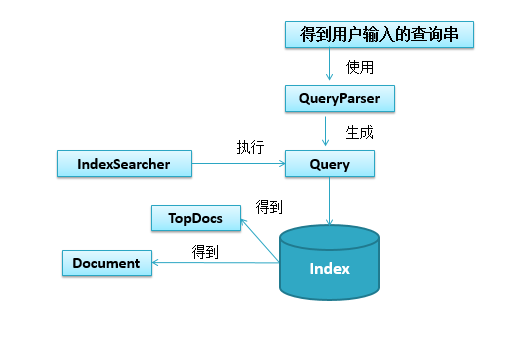 得到用户输入的查询串
使用
QueryParser
生成
执行
IndexSearcher
Query
TopDocs
得到
得到
Document
Index